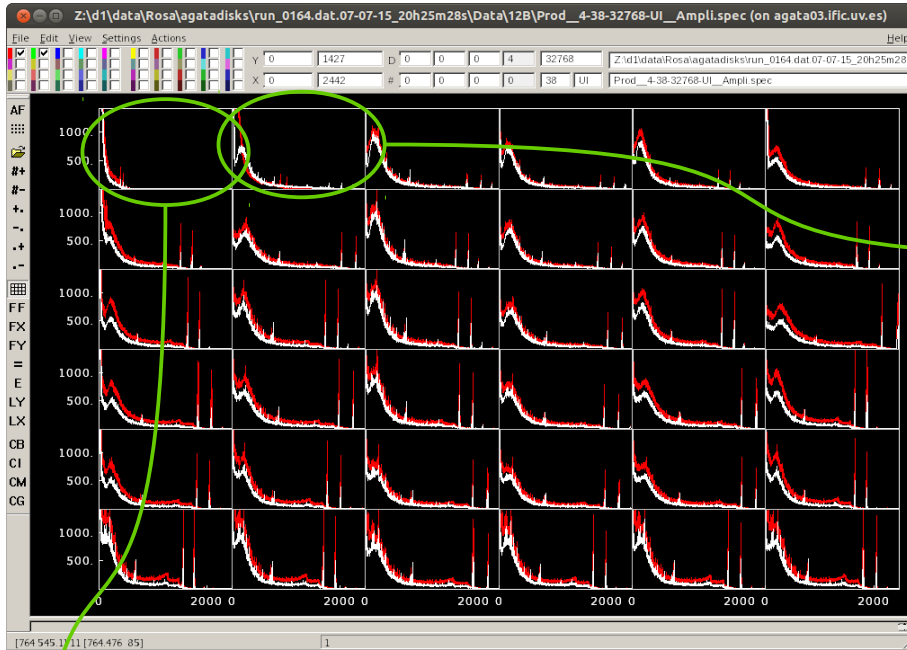 Z:\d1\data\Rosa\agatadisks\run_0164.dat.07-07-15_20h25m28s\Data\12B\Prod__4-38-32768-UI__Ampli.spec (on agata03.ific.uv.es)
File Edit View Settings Actions Help
Y 0 1427 D 0 0 0 4 32768 Z:\d1\data\Rosa\agatadisks\run_0164.dat.07-07-15_20h25m28
X 0 2442 # 0 0 0 0 38 UI Prod__4-38-32768-UI__Ampli.spec
AF
#+
#-
+.
-.
.+
.-
FF
FX
FY
=
E
LY
LX
CB
CI
CM
CG
1000.
500.
1000.
500.
1000.
500.
1000.
500.
1000.
500.
1000.
500.
0 2000 0 2000 0 2000 0 2000 0 2000 0 2000
1